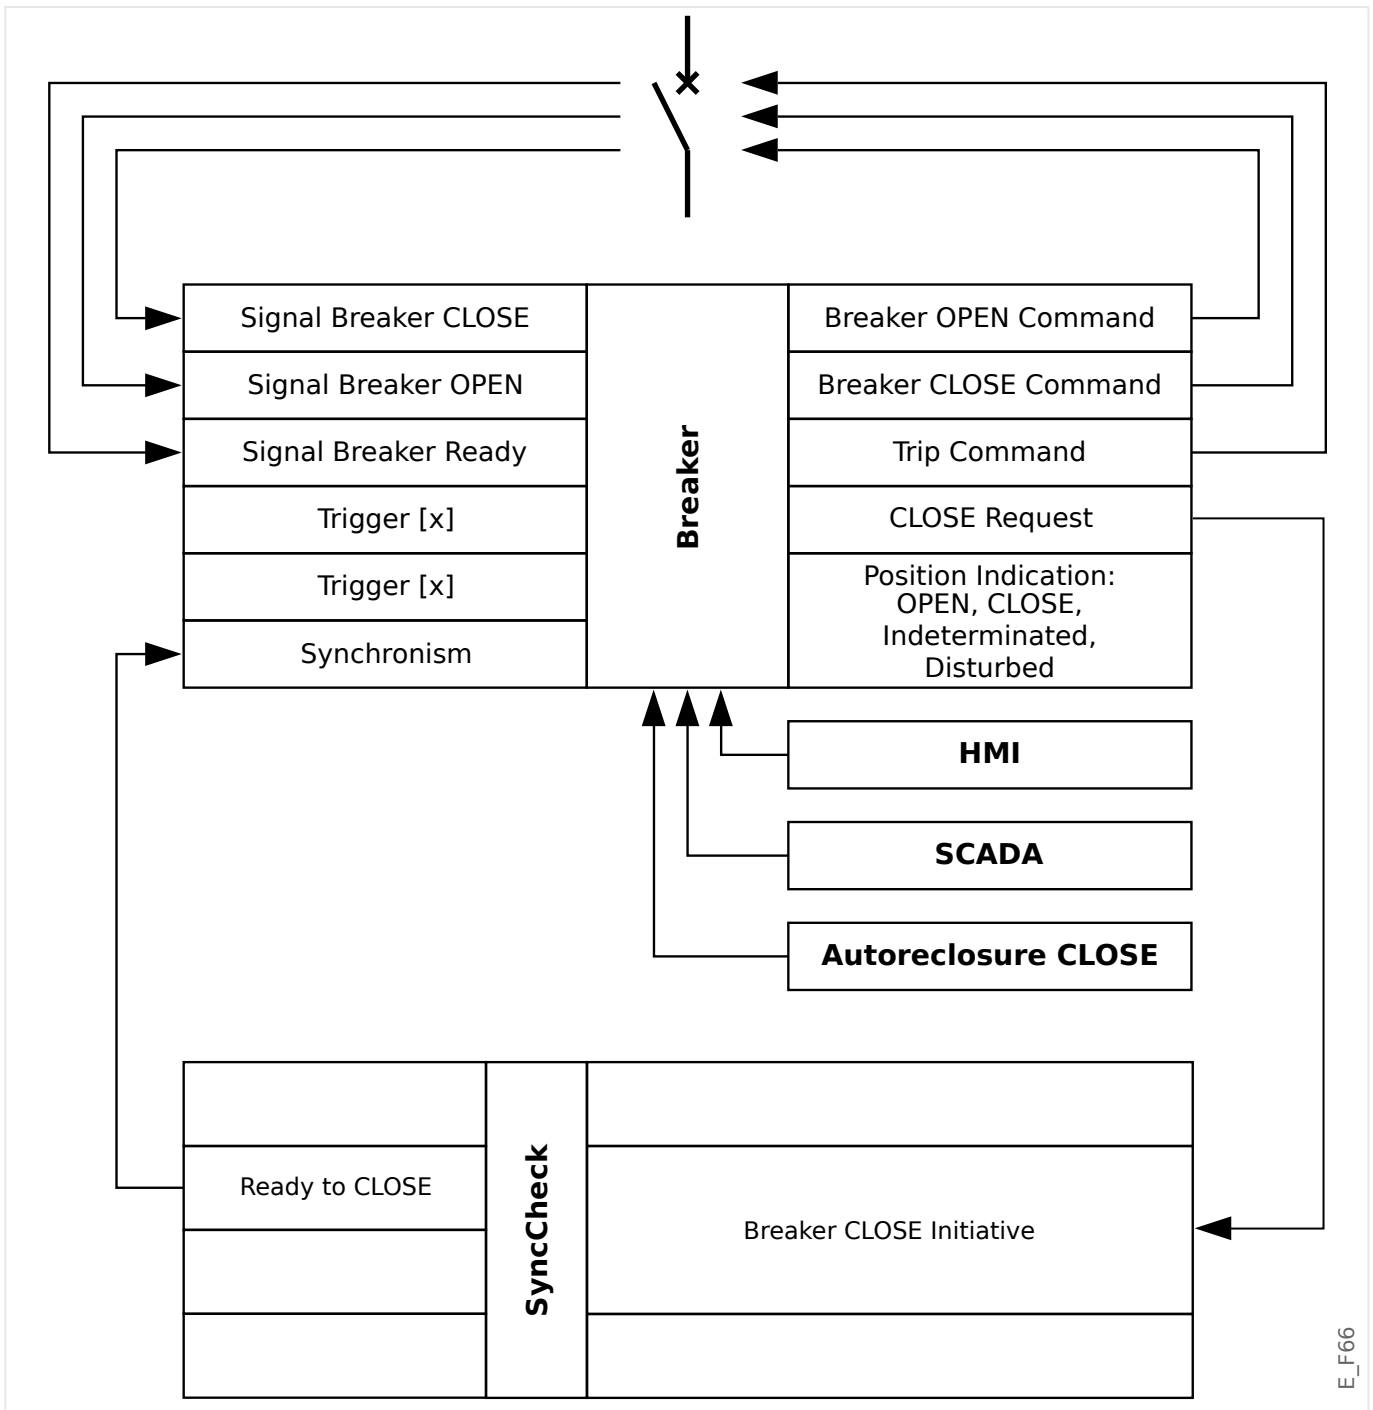 Signal Breaker CLOSE
Signal Breaker OPEN
Signal Breaker Ready
Trigger [x]
Trigger [x]
Synchronism
Breaker
Breaker OPEN Command
Breaker CLOSE Command
Trip Command
CLOSE Request
Position Indication:
OPEN, CLOSE,
Indeterminated,
Disturbed
HMI
SCADA
Autoreclosure CLOSE
Ready to CLOSE
SyncCheck
Breaker CLOSE Initiative
E_F66